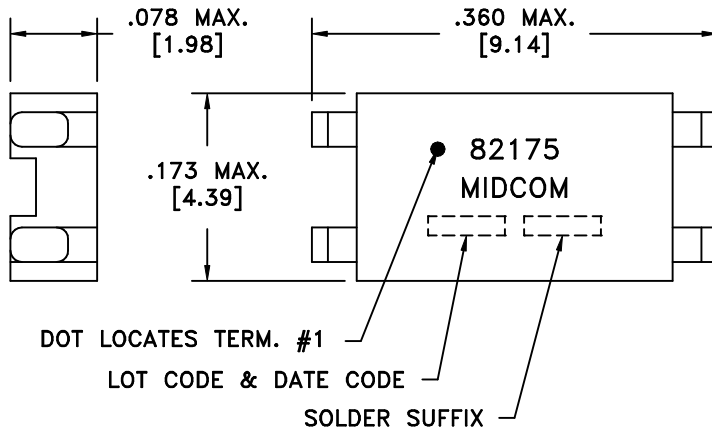 .078 MAX.
[1.98]
.360 MAX.
[9.14]
.173 MAX.
[4.39]
82175
MIDCOM
DOT LOCATES TERM. #1
LOT CODE & DATE CODE
SOLDER SUFFIX